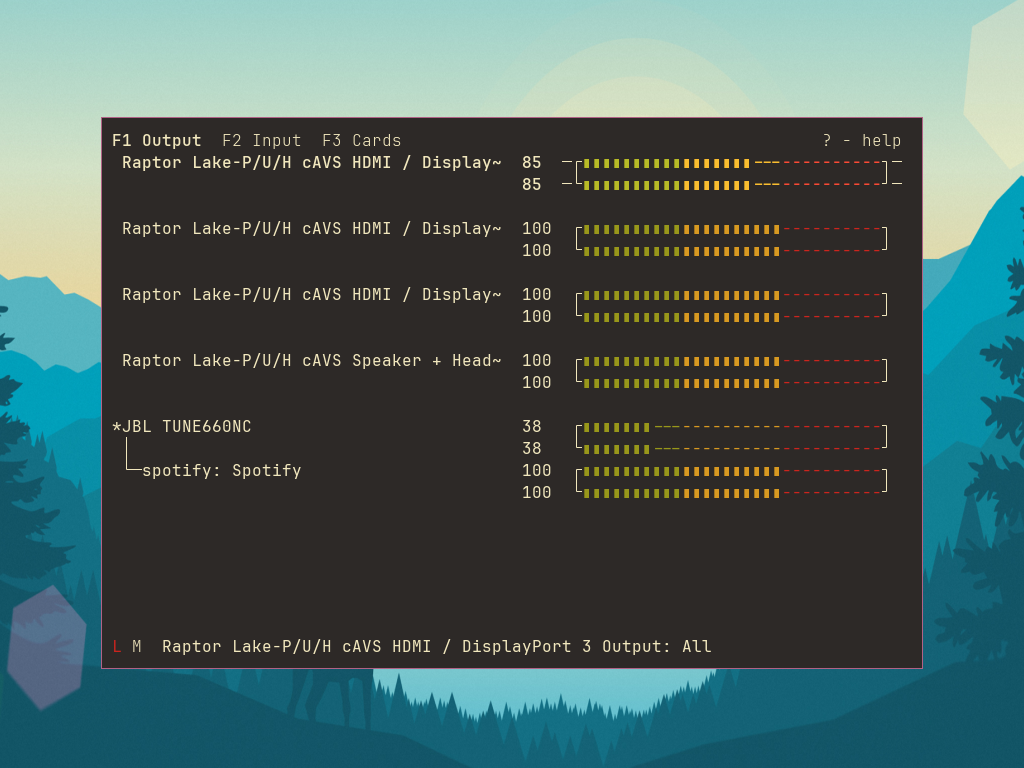 F1 Output  F2 Input  F3 Cards  ? - help
Raptor Lake-P/U/H cAVS HDMI / Display~  85
85
Raptor Lake-P/U/H cAVS HDMI / Display~  100
100
Raptor Lake-P/U/H cAVS HDMI / Display~  100
100
Raptor Lake-P/U/H cAVS Speaker + Head~  100
100
*JBL TUNE660NC  38
38
spotify: Spotify  100
100
L M  Raptor Lake-P/U/H cAVS HDMI / DisplayPort 3 Output: All